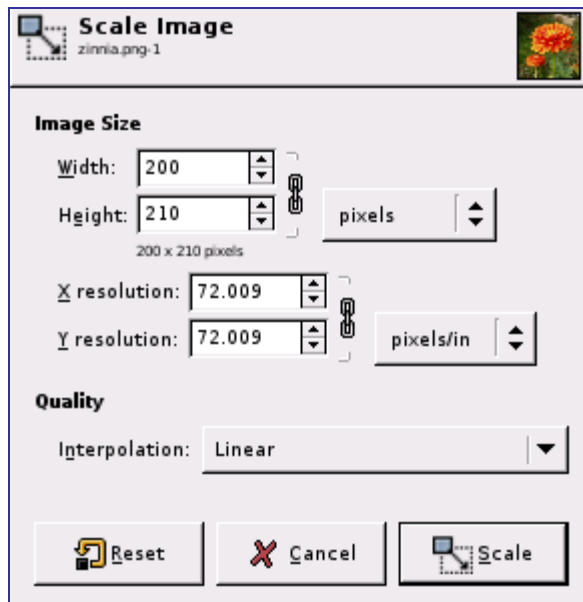 Scale Image
zinnia.png-1
Image Size
Width: 200
Height: 210 pixels
200 x 210 pixels
X resolution: 72.009
Y resolution: 72.009 pixels/in
Quality
Interpolation: Linear
Reset Cancel Scale